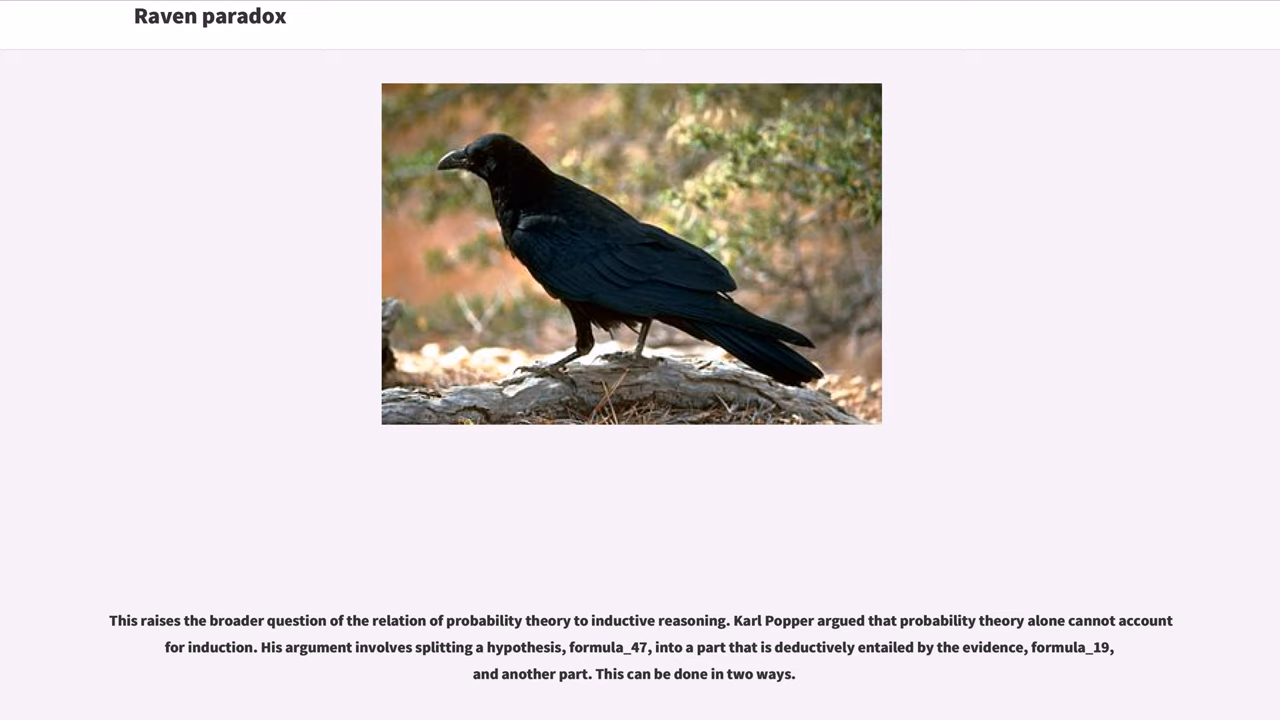 Raven paradox
This raises the broader question of the relation of probability theory to inductive reasoning. Karl Popper argued that probability theory alone cannot account
for induction. His argument involves splitting a hypothesis, formula_47, into a part that is deductively entailed by the evidence, formula_19,
and another part. This can be done in two ways.